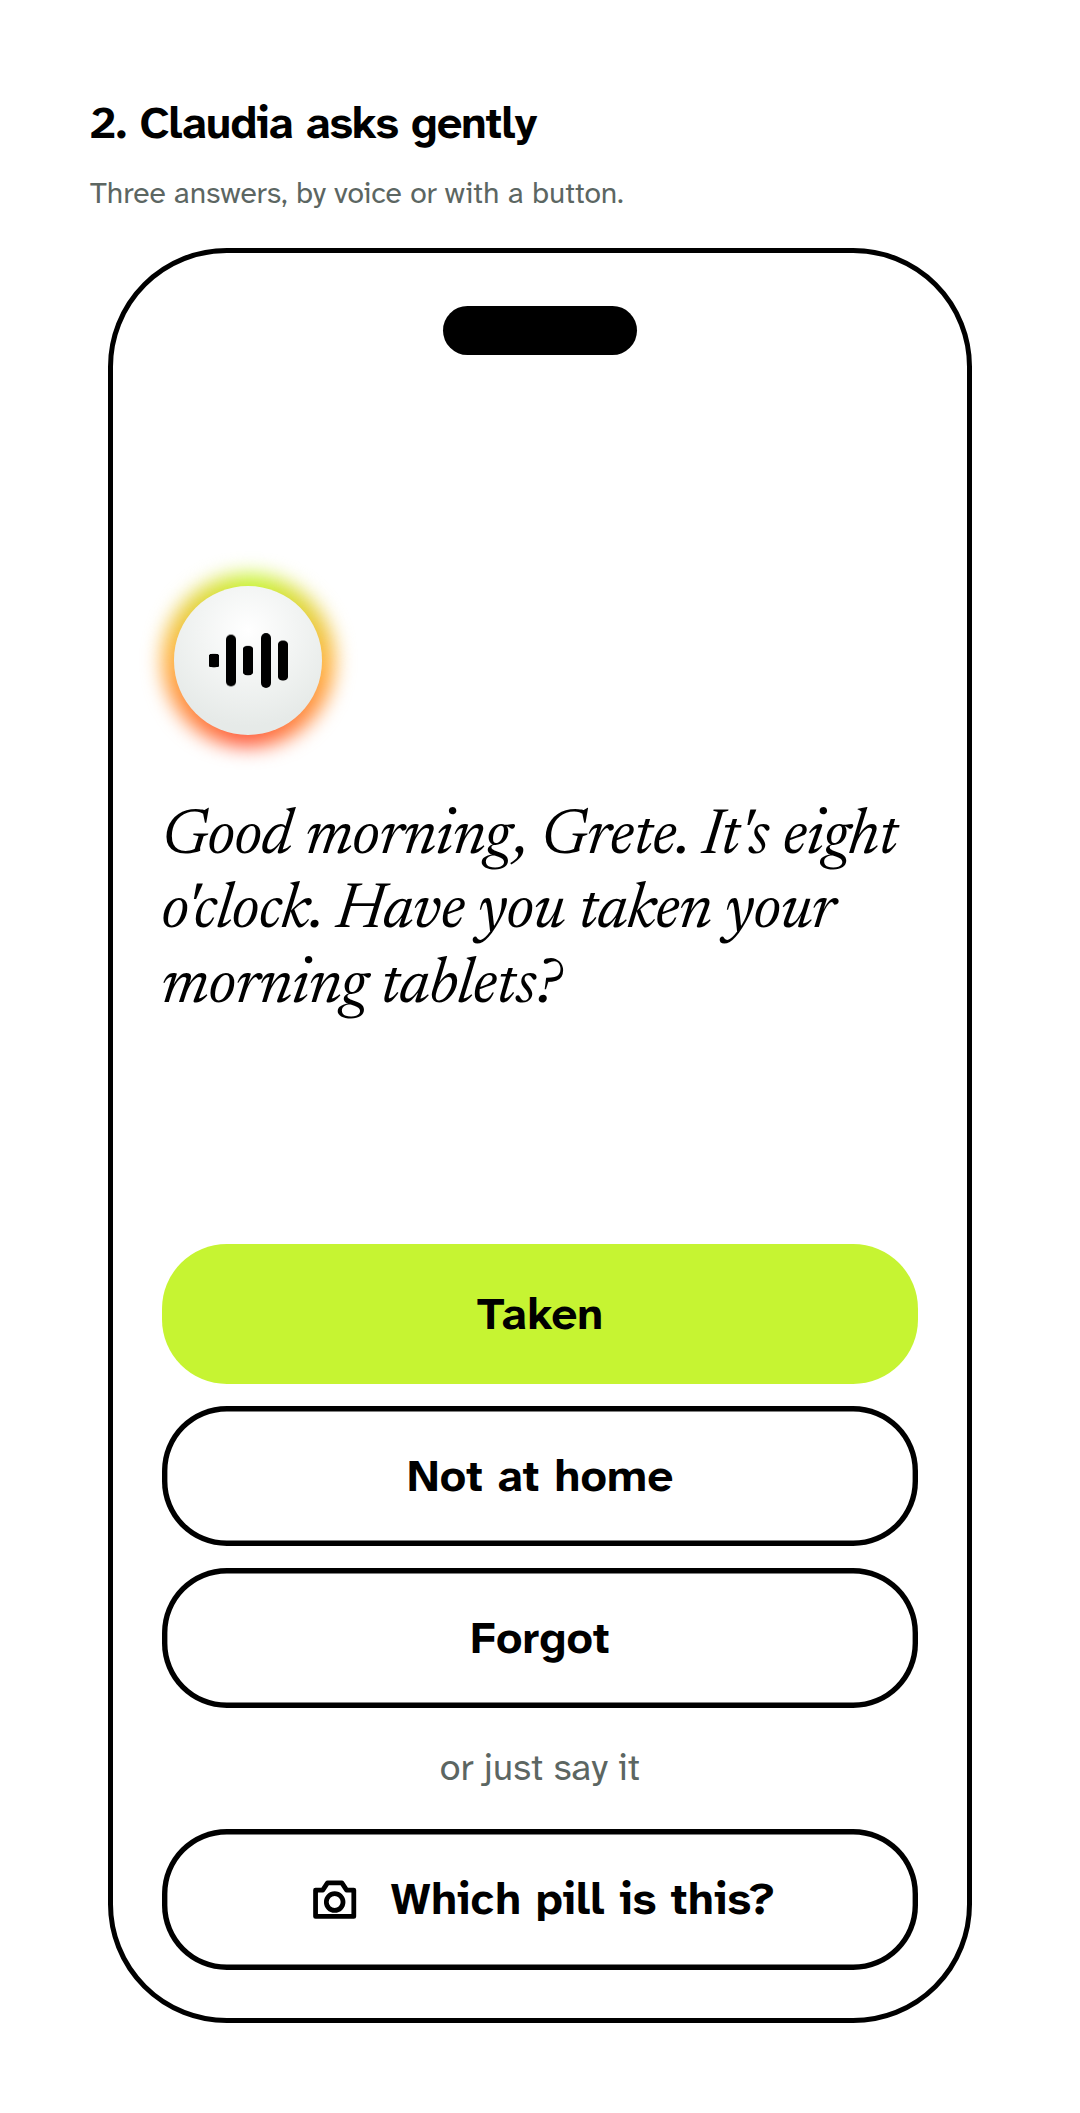 2. Claudia asks gently
Three answers, by voice or with a button.
Good morning, Grete. It's eight
o'clock. Have you taken your
morning tablets?
Taken
Not at home
Forgot
or just say it
Which pill is this?